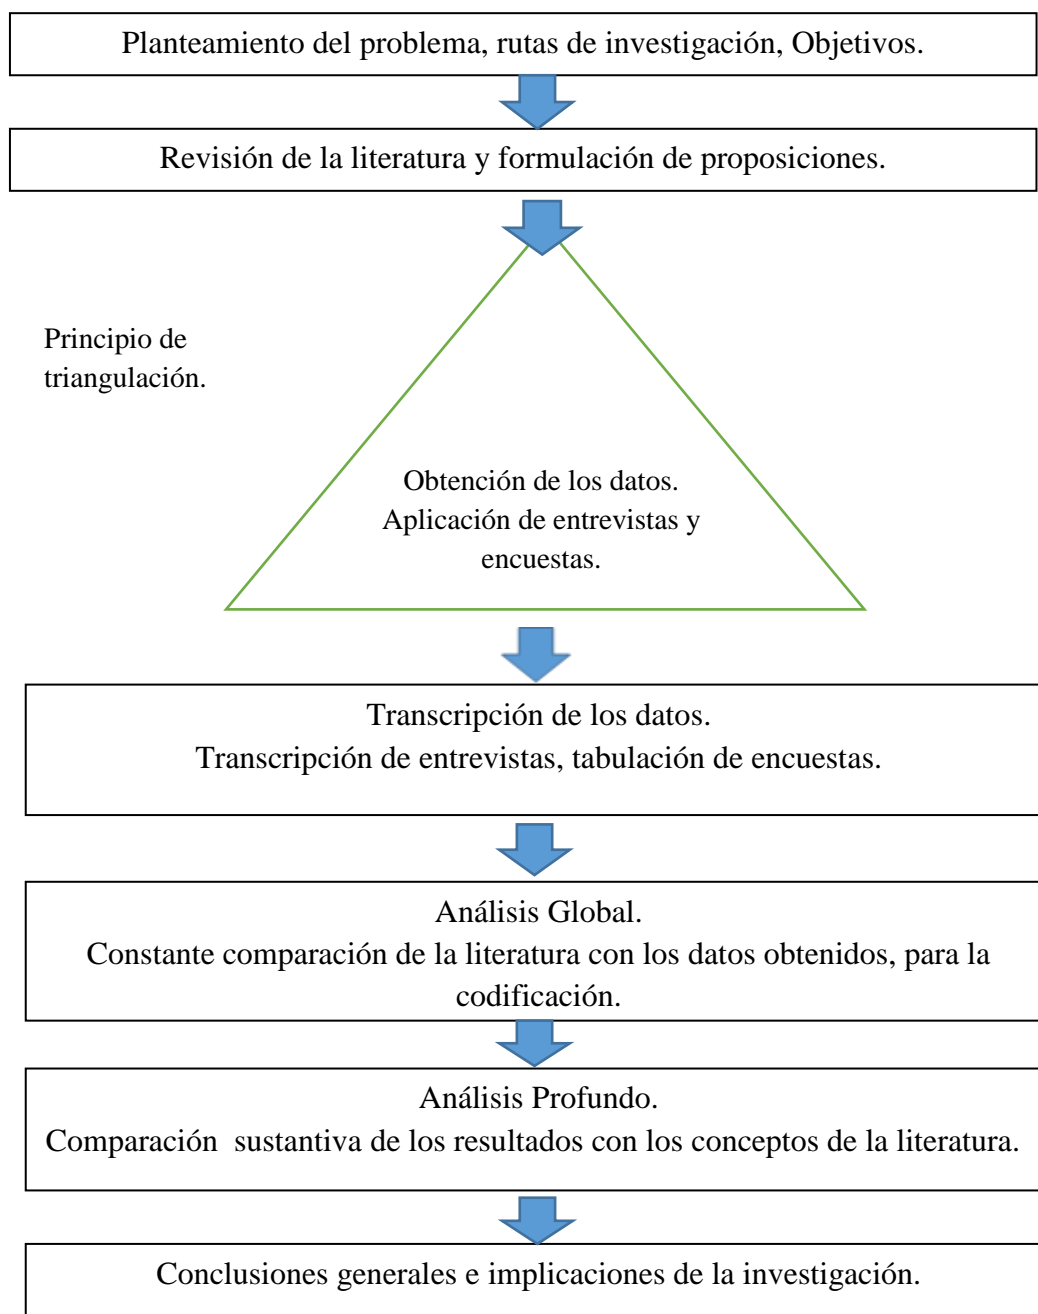 Planteamiento del problema, rutas de investigación, Objetivos.
Revisión de la literatura y formulación de proposiciones.
Principio de
triangulación.
Obtención de los datos.
Aplicación de entrevistas y
encuestas.
Transcripción de los datos.
Transcripción de entrevistas, tabulación de encuestas.
Análisis Global.
Constante comparación de la literatura con los datos obtenidos, para la
codificación.
Análisis Profundo.
Comparación  sustantiva de los resultados con los conceptos de la literatura.
Conclusiones generales e implicaciones de la investigación.